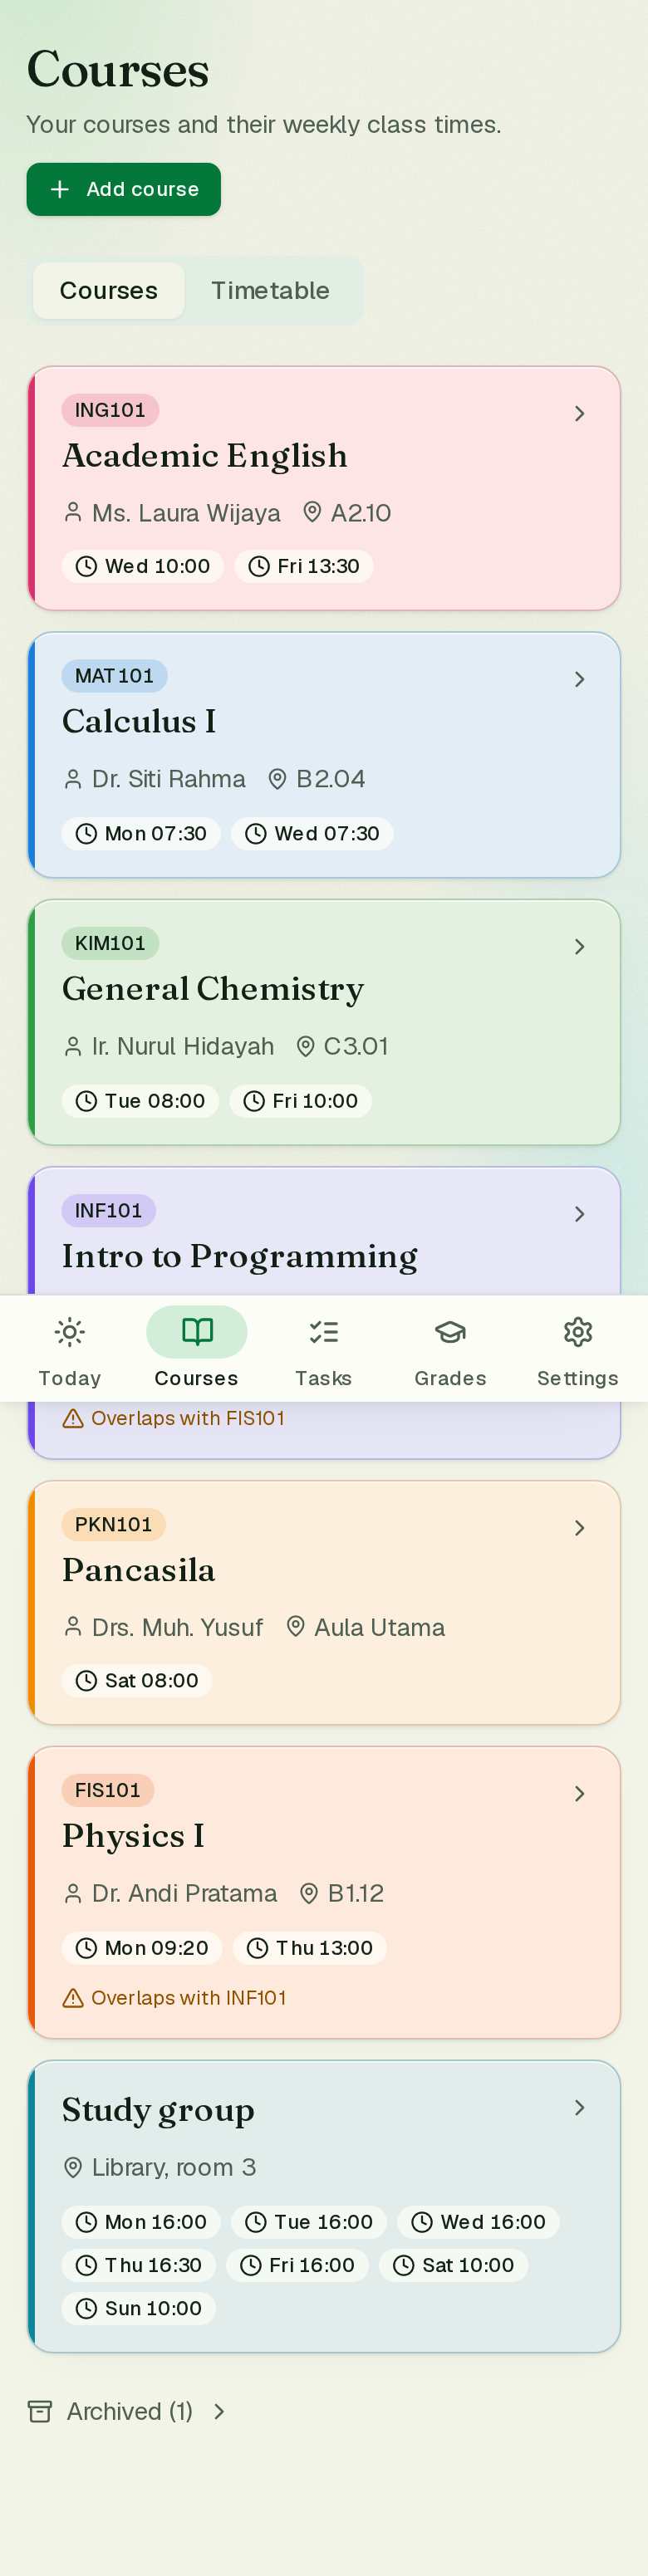 Courses
Your courses and their weekly class times.
Add course
Courses Timetable
ING101
Academic English
Ms. Laura Wijaya A2.10
Wed 10:00 Fri 13:30
MAT101
Calculus I
Dr. Siti Rahma B2.04
Mon 07:30 Wed 07:30
KIM101
General Chemistry
Ir. Nurul Hidayah C3.01
Tue 08:00 Fri 10:00
INF101
Intro to Programming
Today Courses Tasks Grades Settings
Overlaps with FIS101
PKN101
Pancasila
Drs. Muh. Yusuf Aula Utama
Sat 08:00
FIS101
Physics I
Dr. Andi Pratama B1.12
Mon 09:20 Thu 13:00
Overlaps with INF101
Study group
Library, room 3
Mon 16:00 Tue 16:00 Wed 16:00
Thu 16:30 Fri 16:00 Sat 10:00
Sun 10:00
Archived (1)